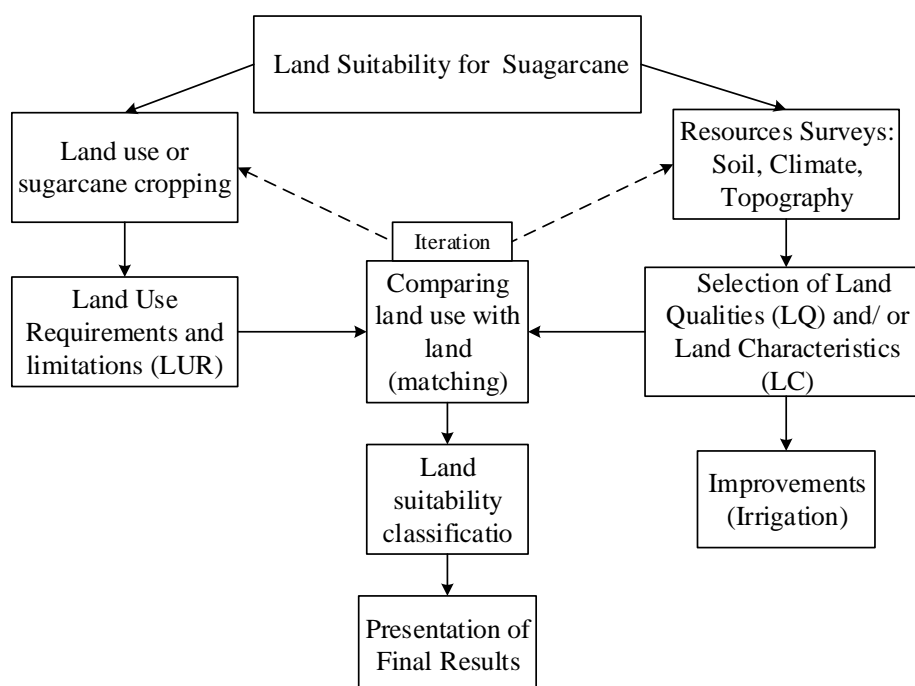 Land Suitability for Suagarcane
Land use or
sugarcane cropping
Resources Surveys:
Soil, Climate,
Topography
Iteration
Land Use
Requirements and
limitations (LUR)
Comparing
land use with
land
(matching)
Selection of Land
Qualities (LQ) and/ or
Land Characteristics
(LC)
Land
suitability
classificatio
Improvements
(Irrigation)
Presentation of
Final Results